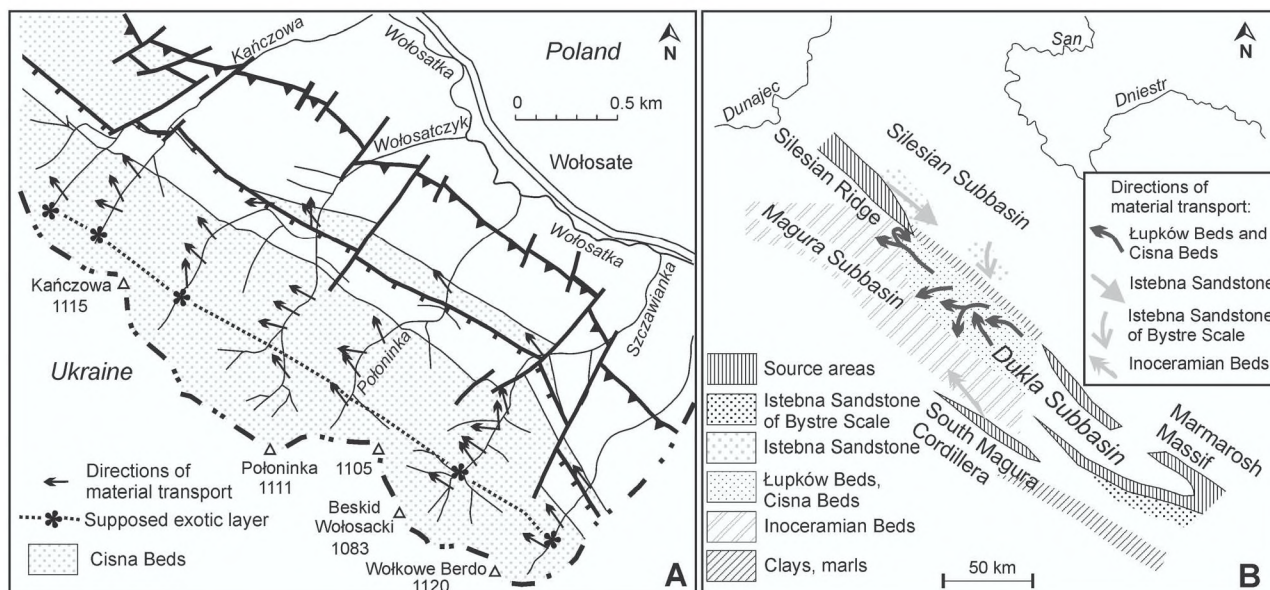 Kańczowa
Wołosatka
Poland
N
0 0.5 km
Wołosatczyk
Wołosate
Wołosatka
Szczawianka
Kańczowa
1115
Połoninka
Ukraine
Połoninka
1111
1105
Beskid
Wołosacki
1083
Wołkowe Berdo
1120
Directions of
material transport
Supposed exotic layer
Cisna Beds
A
Dunajec
San
Dniestr
N
Silesian Ridge
Silesian Subbasin
Magura Subbasin
Dukla Subbasin
South Magura
Cordillera
Marmarosh
Massif
Directions of
material transport:
Łupków Beds and
Cisna Beds
Istebna Sandstone
Istebna Sandstone
of Bystre Scale
Inoceramian Beds
Source areas
Istebna Sandstone
of Bystre Scale
Istebna Sandstone
Łupków Beds,
Cisna Beds
Inoceramian Beds
Clays, marls
50 km
B